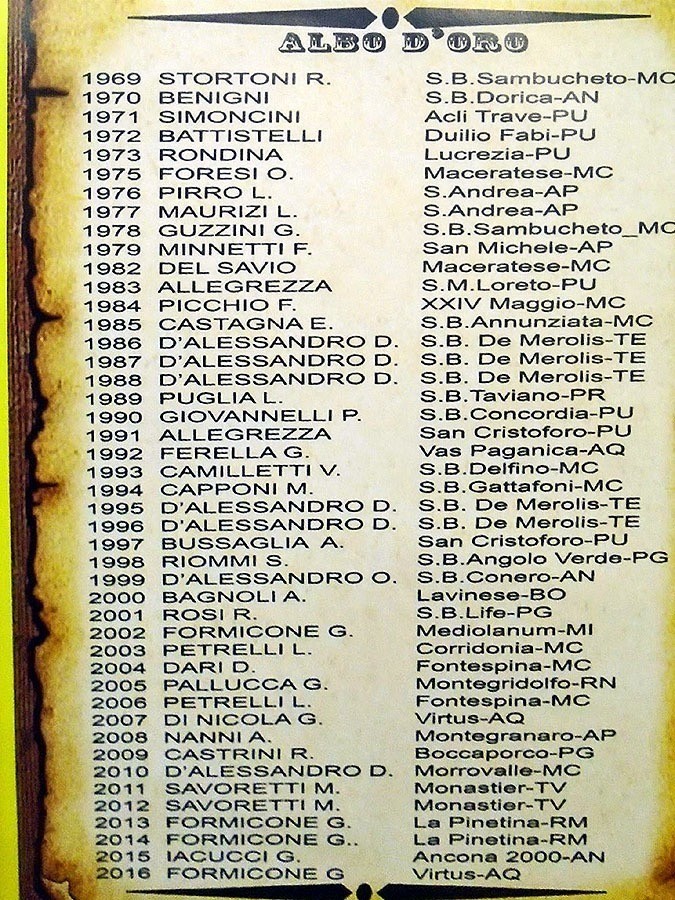 ALBO D'ORO
1969 STORTONI R. S.B.Sambucheto-MC
1970 BENIGNI S.B.Dorica-AN
1971 SIMONCINI Acli Trave-PU
1972 BATTISTELLI Duilio Fabi-PU
1973 RONDINA Lucrezia-PU
1975 FORESI O. Maceratese-MC
1976 PIRRO L. S.Andrea-AP
1977 MAURIZI L. S.Andrea-AP
1978 GUZZINI G. S.B.Sambucheto_MC
1979 MINNETTI F. San Michele-AP
1982 DEL SAVIO Maceratese-MC
1983 ALLEGREZZA S.M.Loreto-PU
1984 PICCHIO F. XXIV Maggio-MC
1985 CASTAGNA E. S.B.Annunziata-MC
1986 D'ALESSANDRO D. S.B. De Merolis-TE
1987 D'ALESSANDRO D. S.B. De Merolis-TE
1988 D'ALESSANDRO D. S.B. De Merolis-TE
1989 PUGLIA L. S.B.Taviano-PR
1990 GIOVANNELLI P. S.B.Concordia-PU
1991 ALLEGREZZA San Cristoforo-PU
1992 FERELLA G. Vas Paganica-AQ
1993 CAMILLETTI V. S.B.Delfino-MC
1994 CAPPONI M. S.B.Gattafoni-MC
1995 D'ALESSANDRO D. S.B. De Merolis-TE
1996 D'ALESSANDRO D. S.B. De Merolis-TE
1997 BUSSAGLIA A. San Cristoforo-PU
1998 RIOMMI S. S.B.Angolo Verde-PG
1999 D'ALESSANDRO O. S.B.Conero-AN
2000 BAGNOLI A. Lavinese-BO
2001 ROSI R. S.B.Life-PG
2002 FORMICONE G. Mediolanum-MI
2003 PETRELLI L. Corridonia-MC
2004 DARI D. Fontespina-MC
2005 PALLUCCA G. Montegridolfo-RN
2006 PETRELLI L. Fontespina-MC
2007 DI NICOLA G. Virtus-AQ
2008 NANNI A. Montegranaro-AP
2009 CASTRINI R. Boccaporco-PG
2010 D'ALESSANDRO D. Morrovalle-MC
2011 SAVORETTI M. Monastier-TV
2012 SAVORETTI M. Monastier-TV
2013 FORMICONE G. La Pinetina-RM
2014 FORMICONE G.. La Pinetina-RM
2015 IACUCCI G. Ancona 2000-AN
2016 FORMICONE G Virtus-AQ